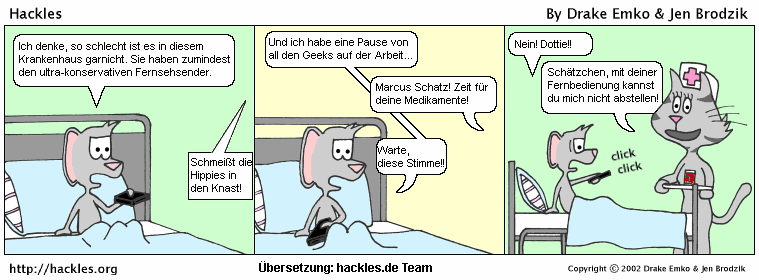 Hackles
By Drake Emko & Jen Brodzik
Ich denke, so schlecht ist es in diesem
Krankenhaus garnicht. Sie haben zumindest
den ultra-konservativen Fernsehsender.
Schmeißt die
Hippies in
den Knast!
Und ich habe eine Pause von
all den Geeks auf der Arbeit...
Marcus Schatz! Zeit für
deine Medikamente!
Warte,
diese Stimme!!
Nein! Dottie!!
Schätzchen, mit deiner
Fernbedienung kannst
du mich nicht abstellen!
click
click
http://hackles.org
Übersetzung: hackles.de Team
Copyright © 2002 Drake Emko & Jen Brodzik